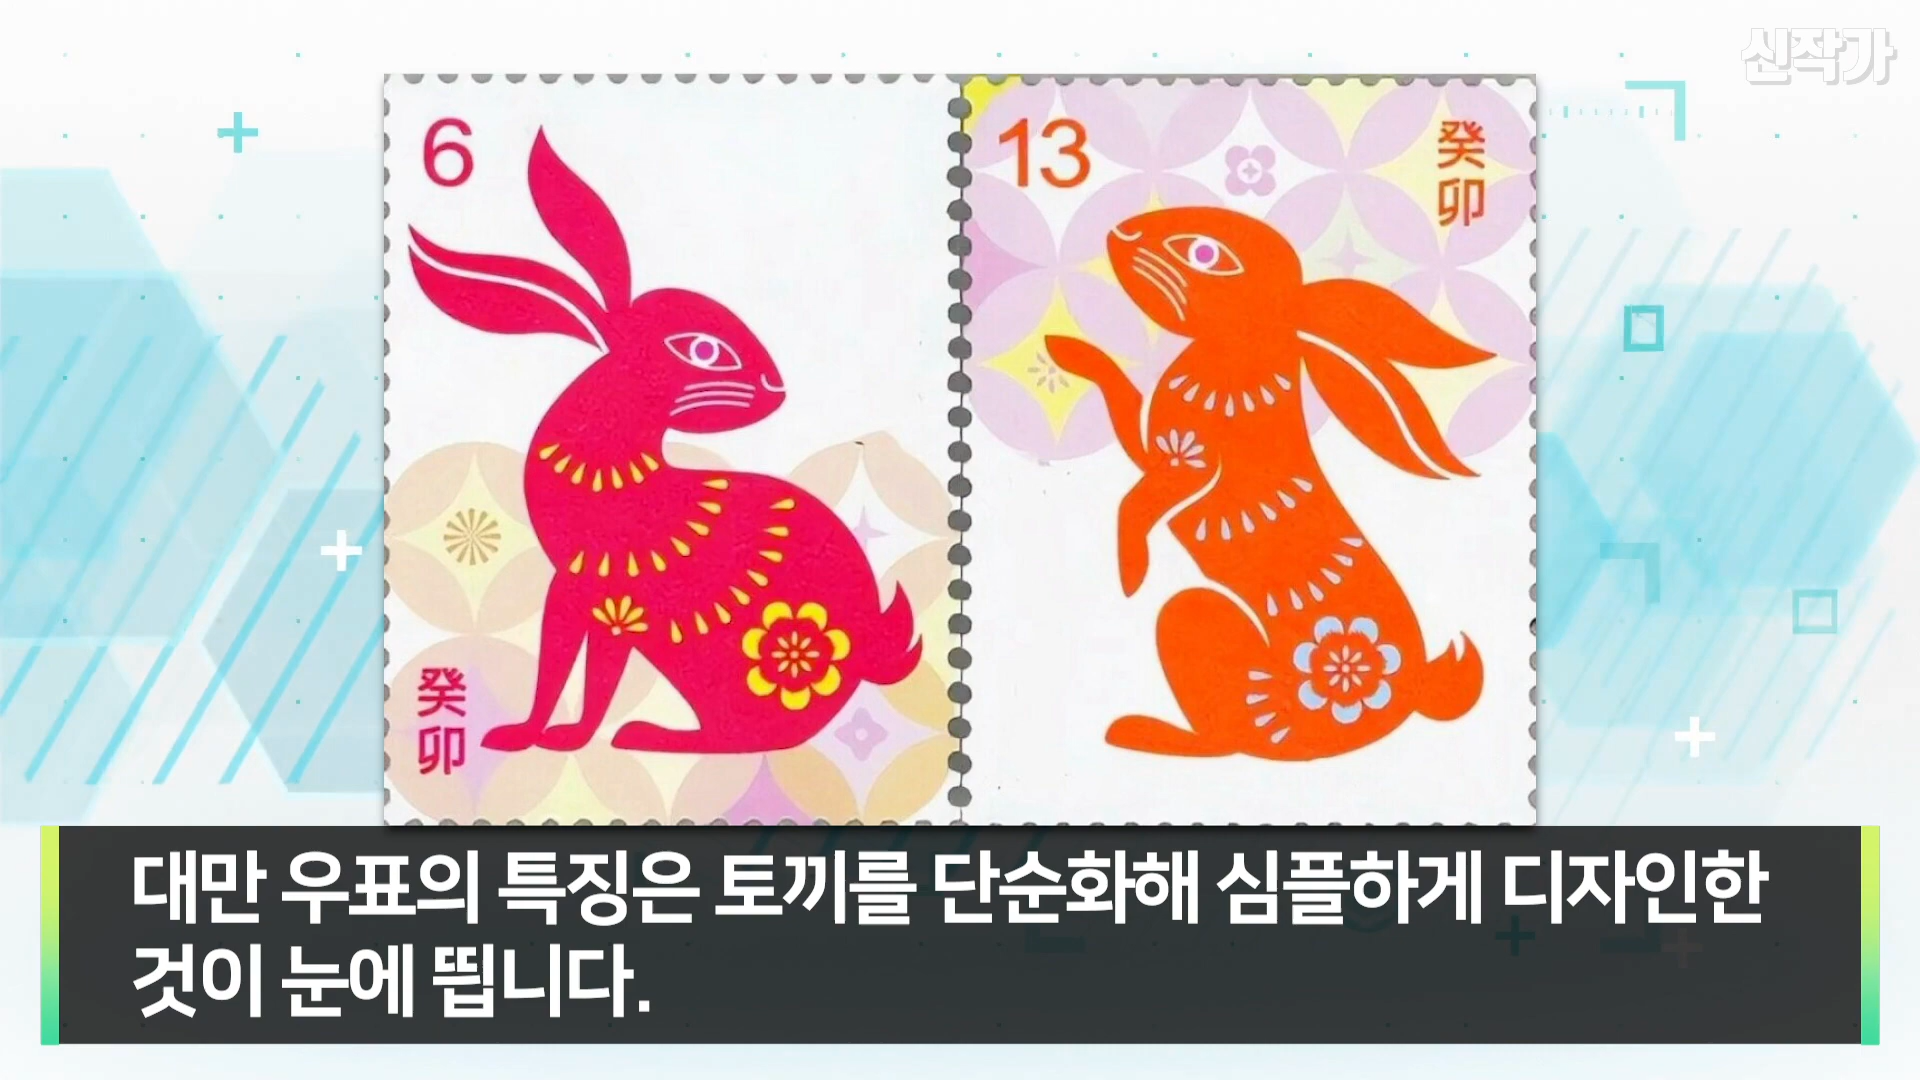 신작가
6
13
癸
卯
癸
卯
대만 우표의 특징은 토끼를 단순화해 심플하게 디자인한
것이 눈에 띕니다.